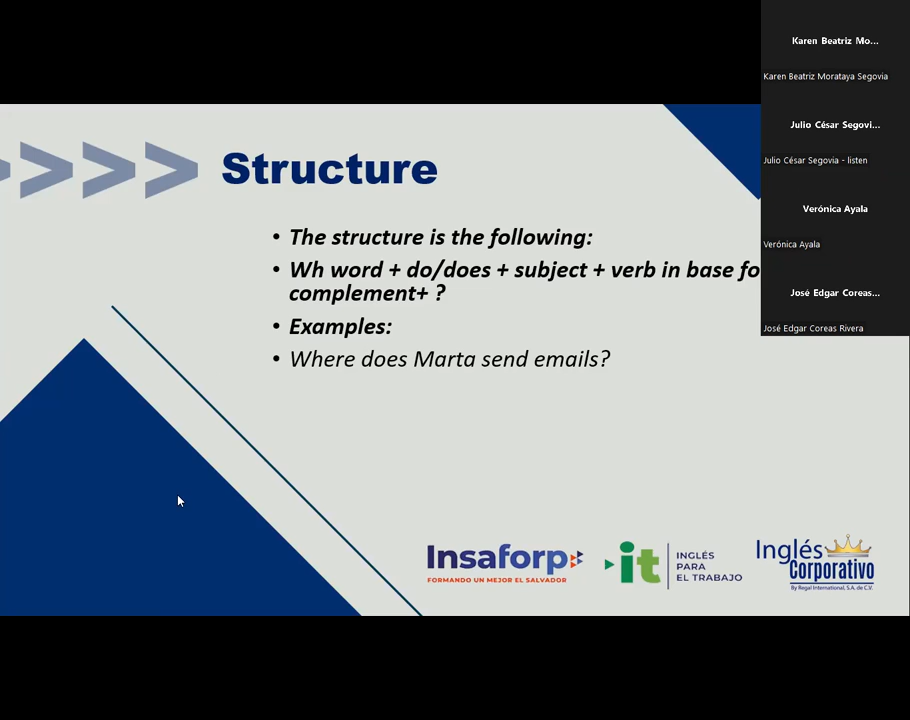 Karen Beatriz Mo...
Karen Beatriz Morataya Segovia
Julio César Segovi...
Julio César Segovia - listen
Verónica Ayala
Verónica Ayala
José Edgar Coreas...
José Edgar Coreas Rivera
Structure
• The structure is the following:
• Wh word + do/does + subject + verb in base fo
complement+ ?
• Examples:
• Where does Marta send emails?
Insaforp
FORMANDO UN MEJOR EL SALVADOR
it
INGLÉS
PARA
EL TRABAJO
Inglés
Corporativo
By Regal International, S.A. de C.V.